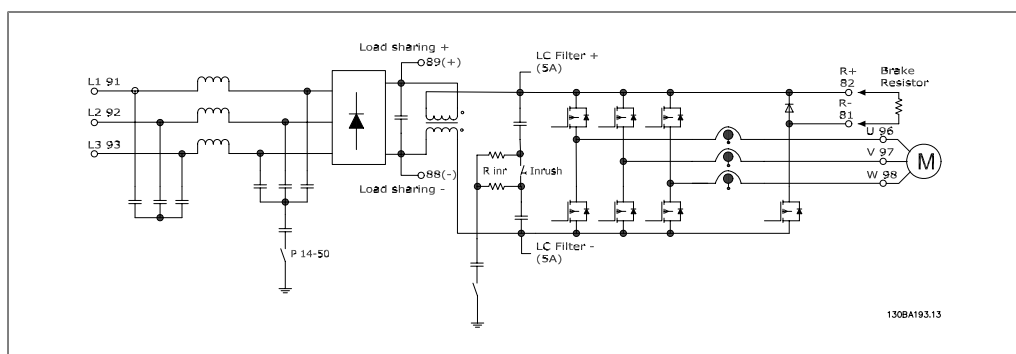 Load sharing +
89(+)
LC Filter +
(5A)
R+
82
Brake
Resistor
L1 91
L2 92
L3 93
R-
81
U 96
V 97
W 98
M
R inr
Inrush
88(-)
Load sharing -
LC Filter -
(5A)
P 14-50
130BA193.13